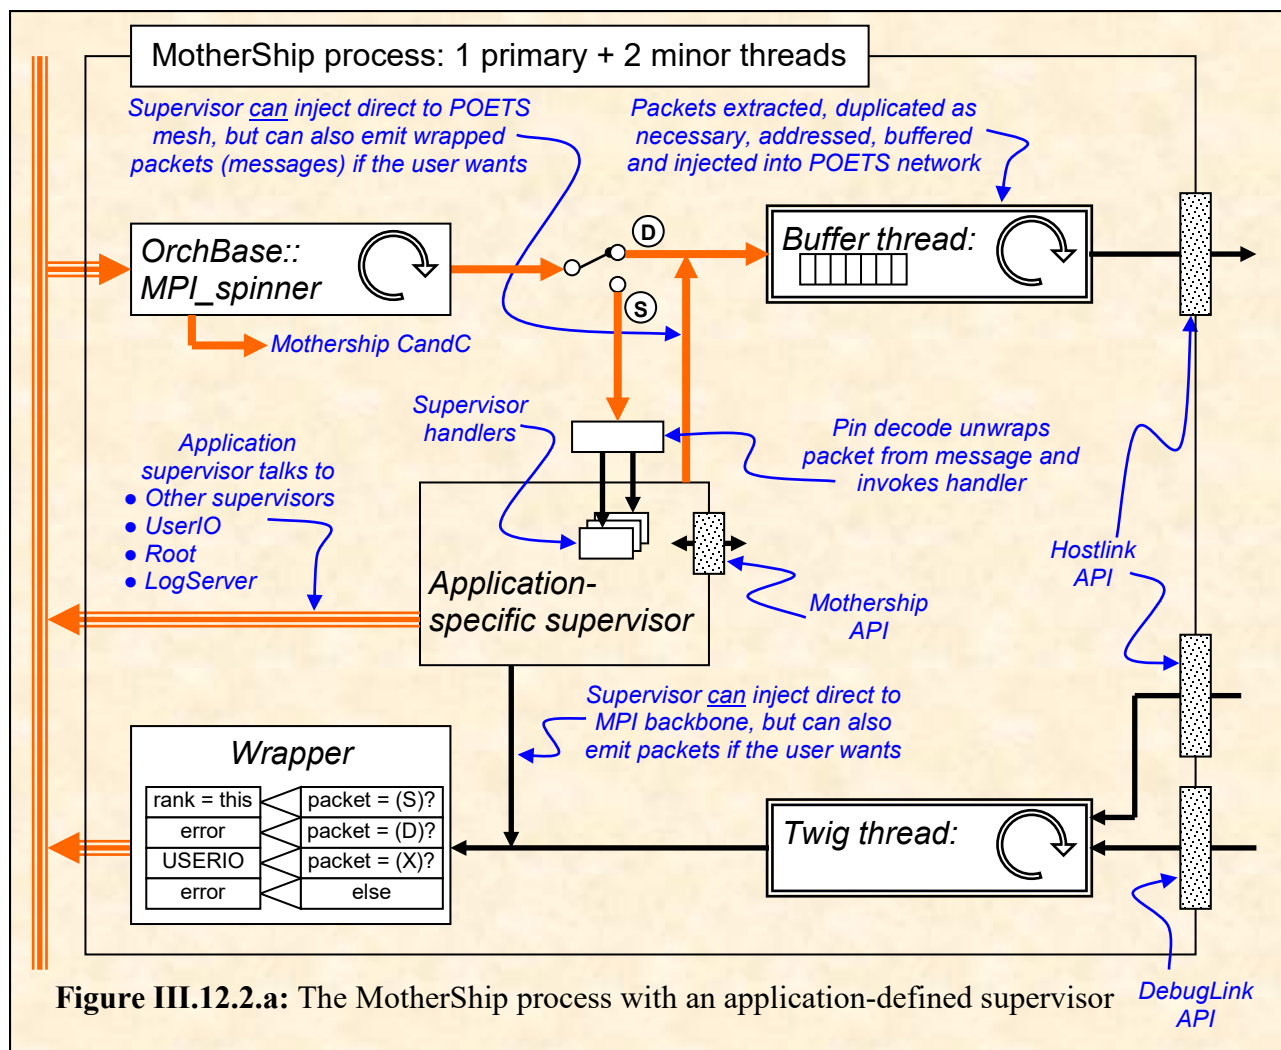 MotherShip process: 1 primary + 2 minor threads
Supervisor can inject direct to POETS
mesh, but can also emit wrapped
packets (messages) if the user wants
Packets extracted, duplicated as
necessary, addressed, buffered
and injected into POETS network
OrchBase::
MPI_spinner
D
S
Buffer thread:
Mothership CandC
Supervisor
handlers
Pin decode unwraps
packet from message and
invokes handler
Application
supervisor talks to
● Other supervisors
● UserIO
● Root
● LogServer
Application-
specific supervisor
Mothership
API
Hostlink
API
Supervisor can inject direct to
MPI backbone, but can also
emit packets if the user wants
Wrapper
rank = this packet = (S)?
error packet = (D)?
USERIO packet = (X)?
error else
Twig thread:
Figure III.12.2.a: The MotherShip process with an application-defined supervisor
DebugLink
API